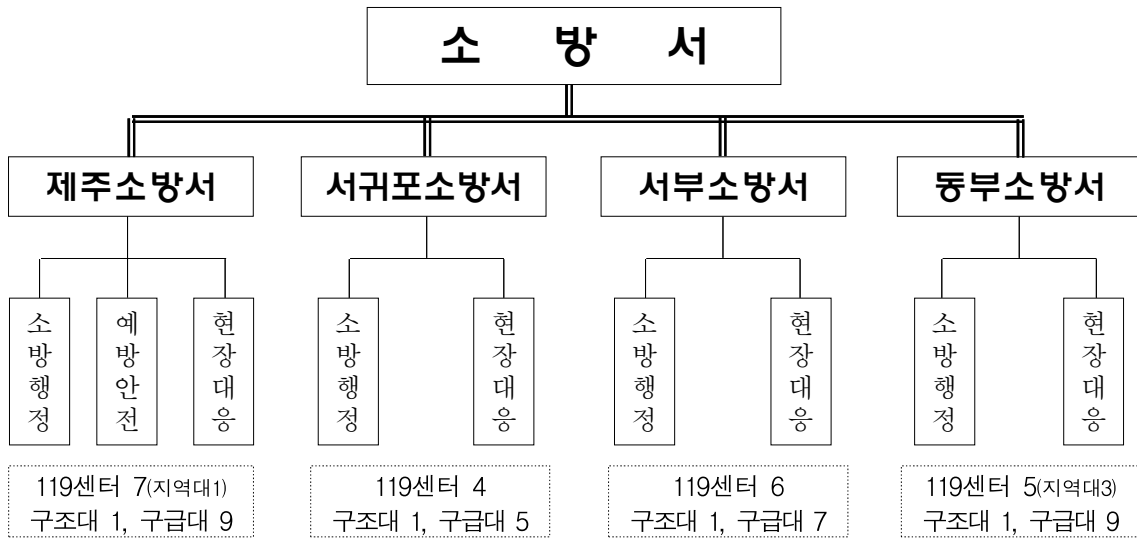 소 방 서
제주소방서
서귀포소방서
서부소방서
동부소방서
소방행정
예방안전
현장대응
소방행정
현장대응
소방행정
현장대응
소방행정
현장대응
119센터 7(지역대1)
구조대 1, 구급대 9
119센터 4
구조대 1, 구급대 5
119센터 6
구조대 1, 구급대 7
119센터 5(지역대3)
구조대 1, 구급대 9